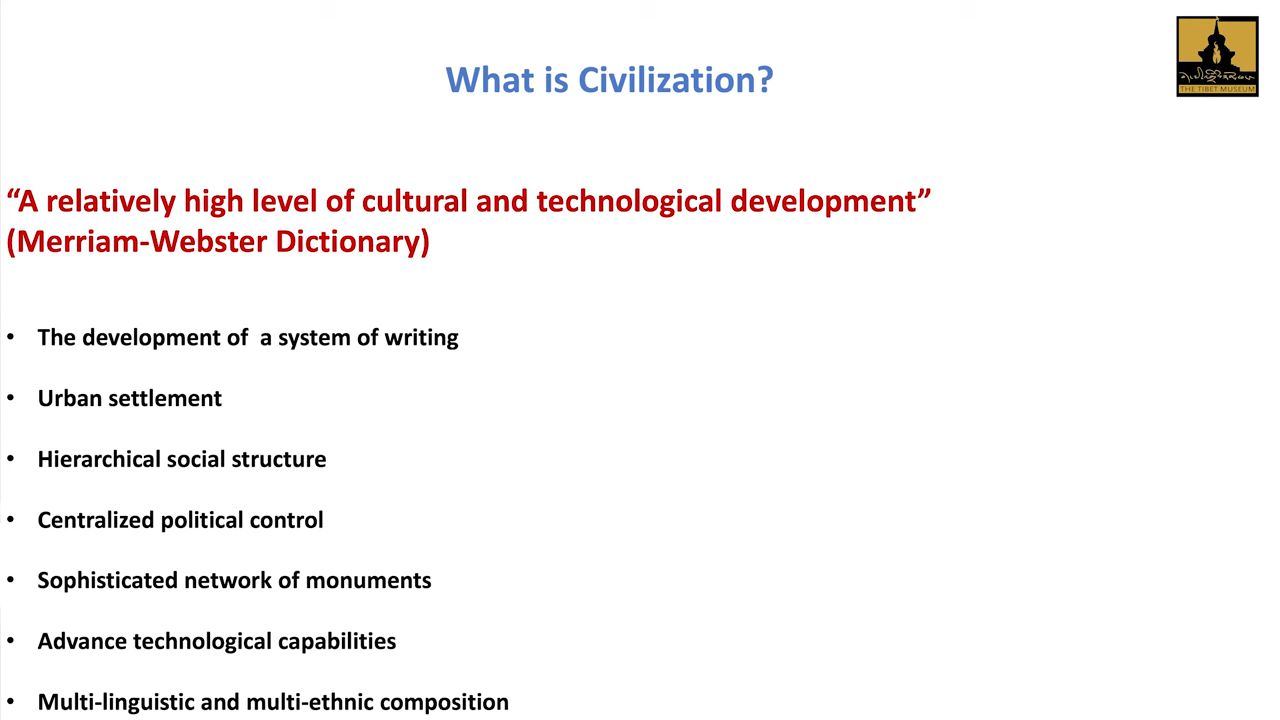 What is Civilization?
THE TIBET MUSEUM
“A relatively high level of cultural and technological development”
(Merriam-Webster Dictionary)
• The development of  a system of writing
• Urban settlement
• Hierarchical social structure
• Centralized political control
• Sophisticated network of monuments
• Advance technological capabilities
• Multi-linguistic and multi-ethnic composition